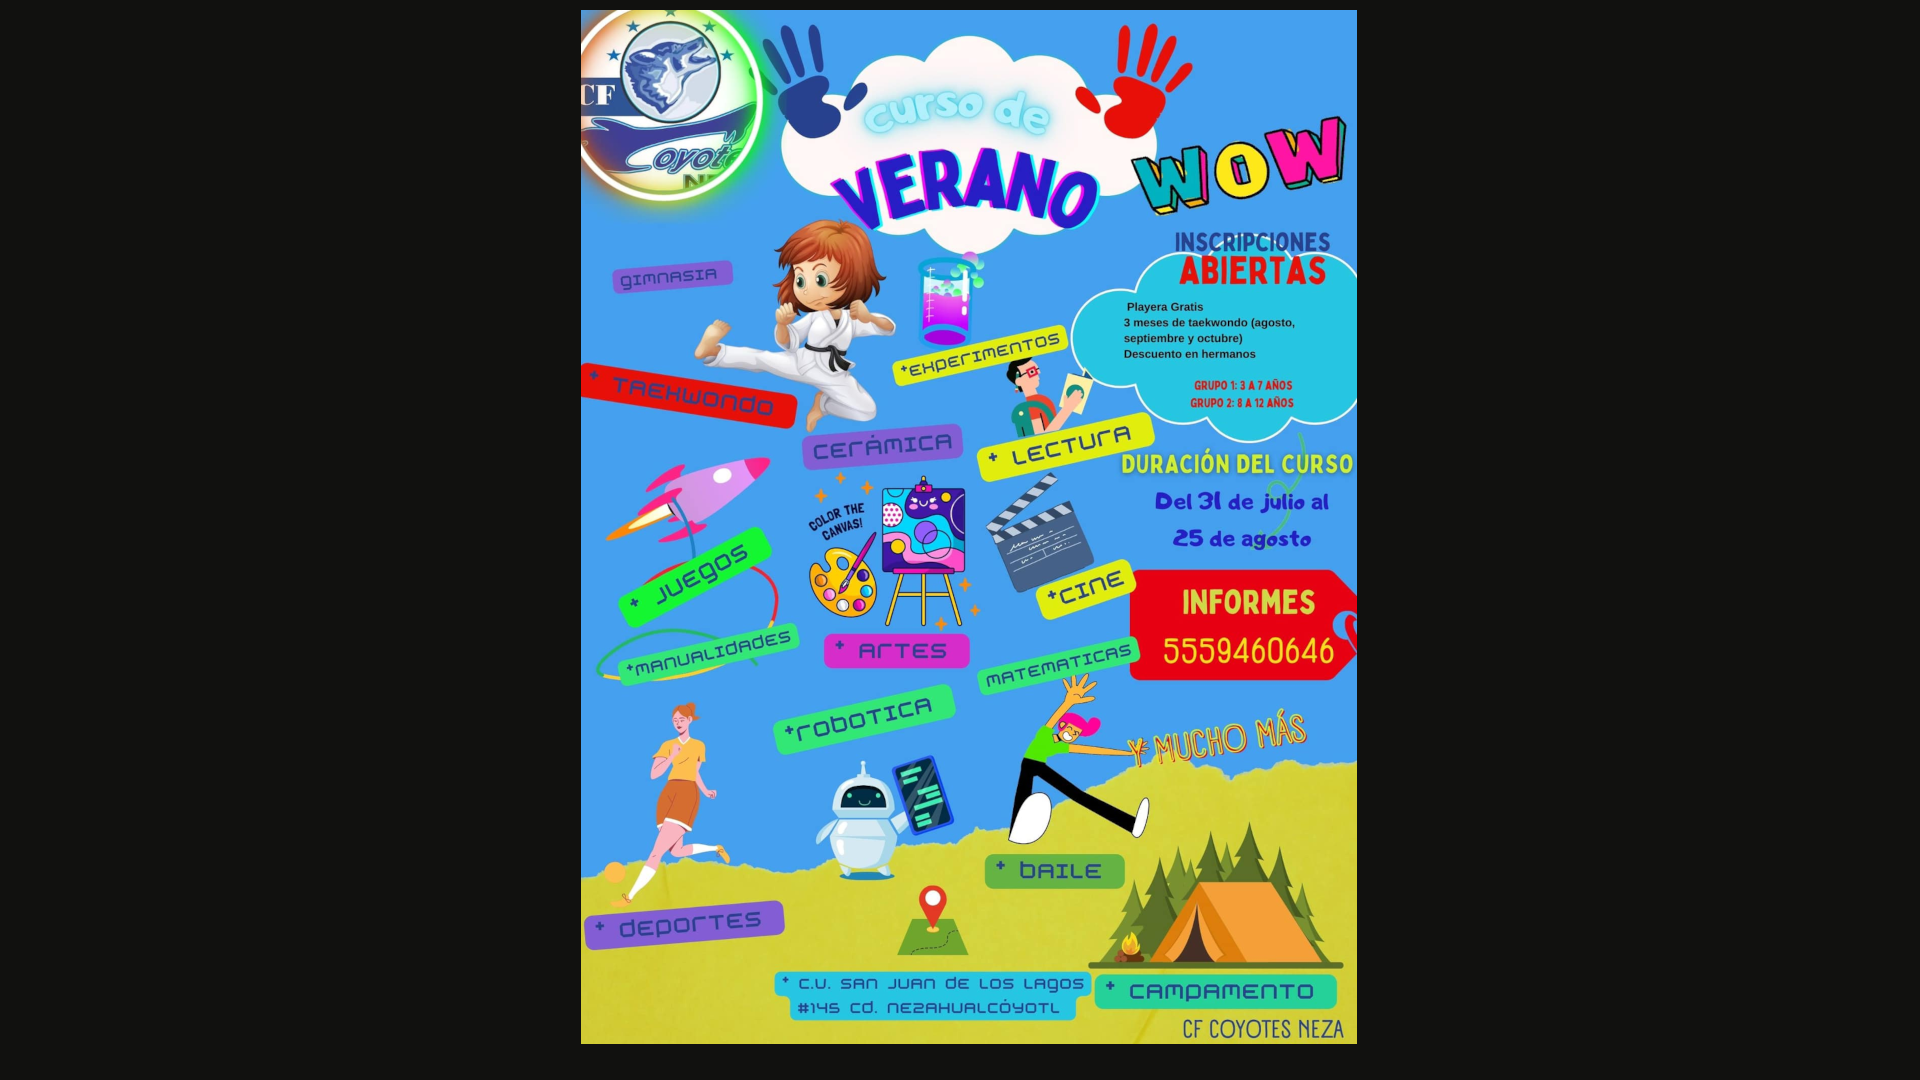 CF
Coyote
curso de
VERANO
WOW
INSCRIPCIONES
ABIERTAS
Playera Gratis
3 meses de taekwondo (agosto,
septiembre y octubre)
Descuento en hermanos
GRUPO 1: 3 A 7 AÑOS
GRUPO 2: 8 A 12 AÑOS
GIMNASIA
+EXPERIMENTOS
+ TAEKWONDO
CERÁMICA
+ LECTURA
DURACIÓN DEL CURSO
Del 31 de julio al
25 de agosto
COLOR THE
CANVAS!
+ JUEGOS
+CINE
INFORMES
5559460646
+MANUALIDADES
+ ARTES
MATEMATICAS
+ROBOTICA
Y MUCHO MÁS
+ BAILE
+ DEPORTES
+ C.U. SAN JUAN DE LOS LAGOS
#145 CD. NEZAHUALCÓYOTL
+ CAMPAMENTO
CF COYOTES NEZA